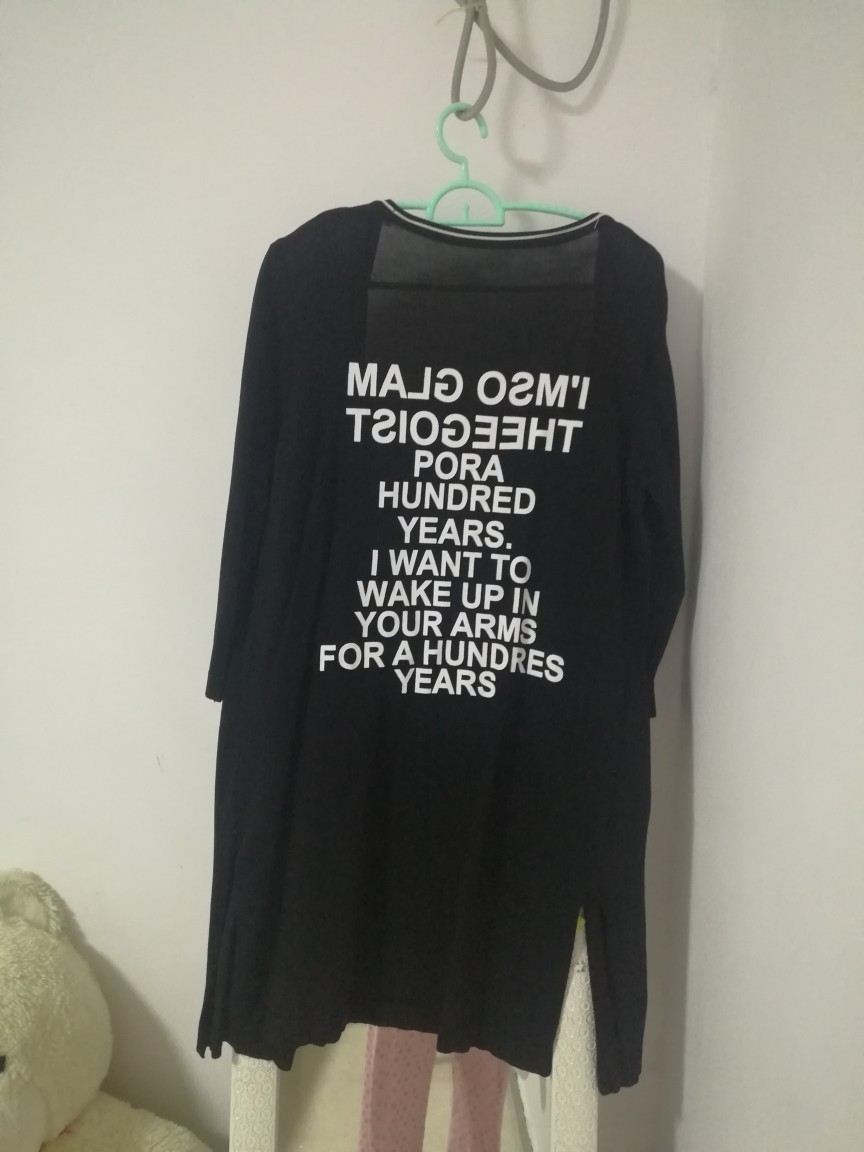 I'MSO GLAM
THEEGOIST
PORA
HUNDRED
YEARS.
I WANT TO
WAKE UP IN
YOUR ARMS
FOR A HUNDRES
YEARS